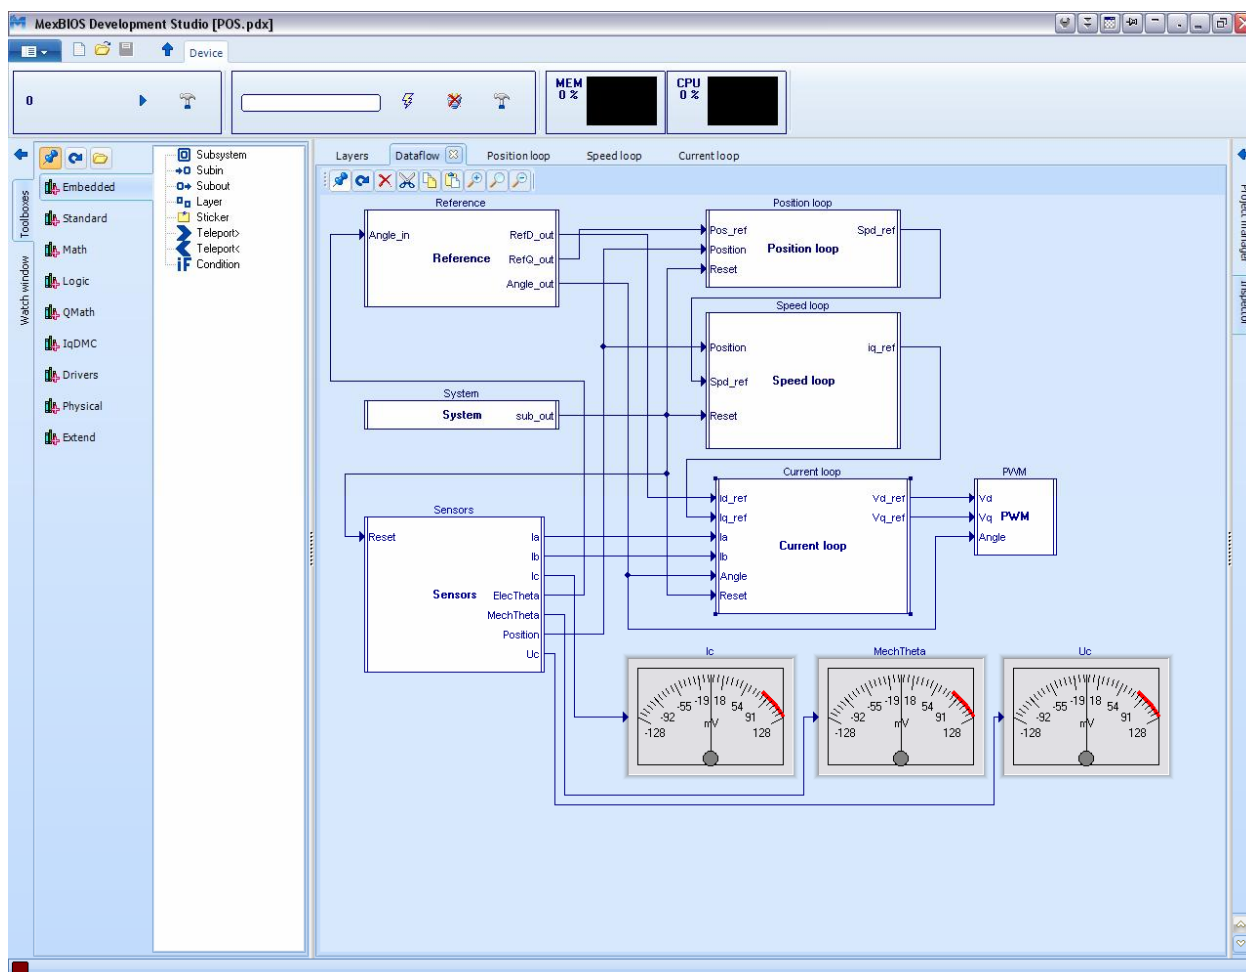 MexBIOS Development Studio [POS.pdx]
Device
0
MEM
0 %
CPU
0 %
Toolboxes
Watch window
Embedded
Standard
Math
Logic
QMath
IqDMC
Drivers
Physical
Extend
Subsystem
Subin
Subout
Layer
Sticker
Teleport>
Teleport<
Condition
Layers Dataflow Position loop Speed loop Current loop
Reference
Angle_in
Reference
RefD_out
RefQ_out
Angle_out
Position loop
Pos_ref
Position
Reset
Position loop
Spd_ref
Speed loop
Position
Spd_ref
Reset
Speed loop
iq_ref
System
System
sub_out
Sensors
Reset
Sensors
Ia
Ib
Ic
ElecTheta
MechTheta
Position
Uc
Current loop
Id_ref
Iq_ref
Ia
Ib
Angle
Reset
Current loop
Vd_ref
Vq_ref
PWM
Vd
Vq
Angle
PWM
Ic
-128 -92 -55 -19 18 54 91 128
mV
MechTheta
-128 -92 -55 -19 18 54 91 128
mV
Uc
-128 -92 -55 -19 18 54 91 128
mV
Project manager
Inspector